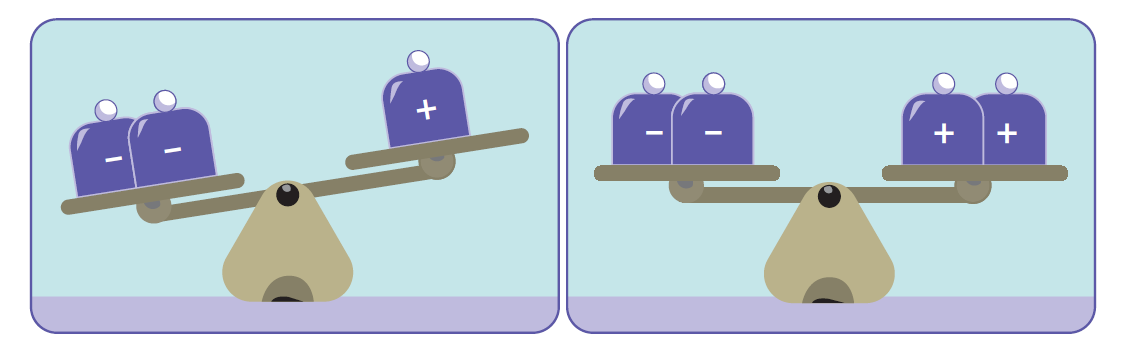 − − +
− − + +